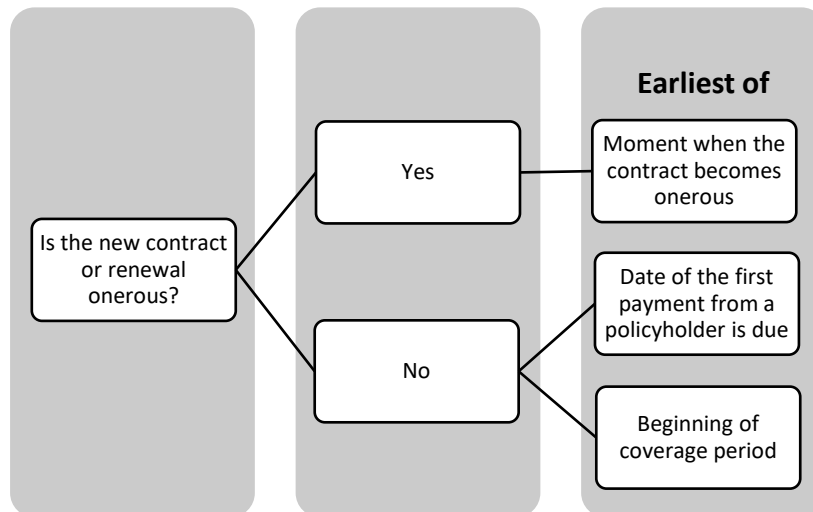 Earliest of
Is the new contract
or renewal
onerous?
Yes
Moment when the
contract becomes
onerous
No
Date of the first
payment from a
policyholder is due
Beginning of
coverage period